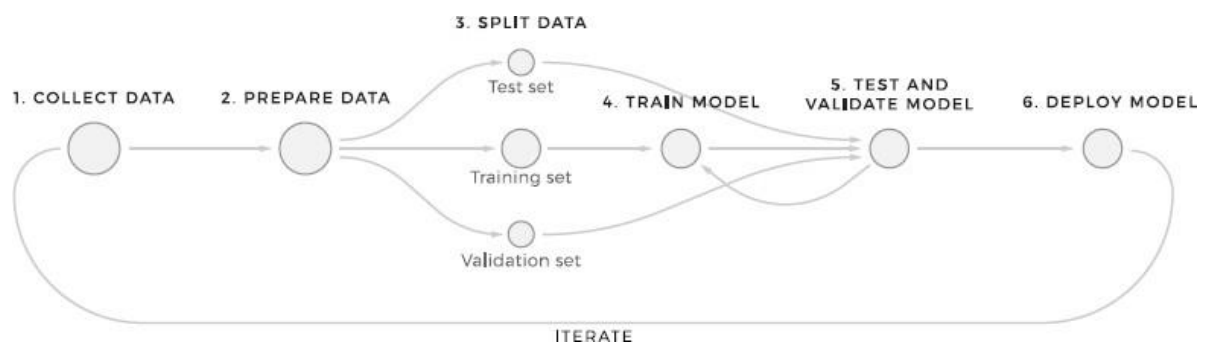 3. SPLIT DATA
Test set
1. COLLECT DATA
2. PREPARE DATA
4. TRAIN MODEL
5. TEST AND
VALIDATE MODEL
6. DEPLOY MODEL
Training set
Validation set
ITERATE